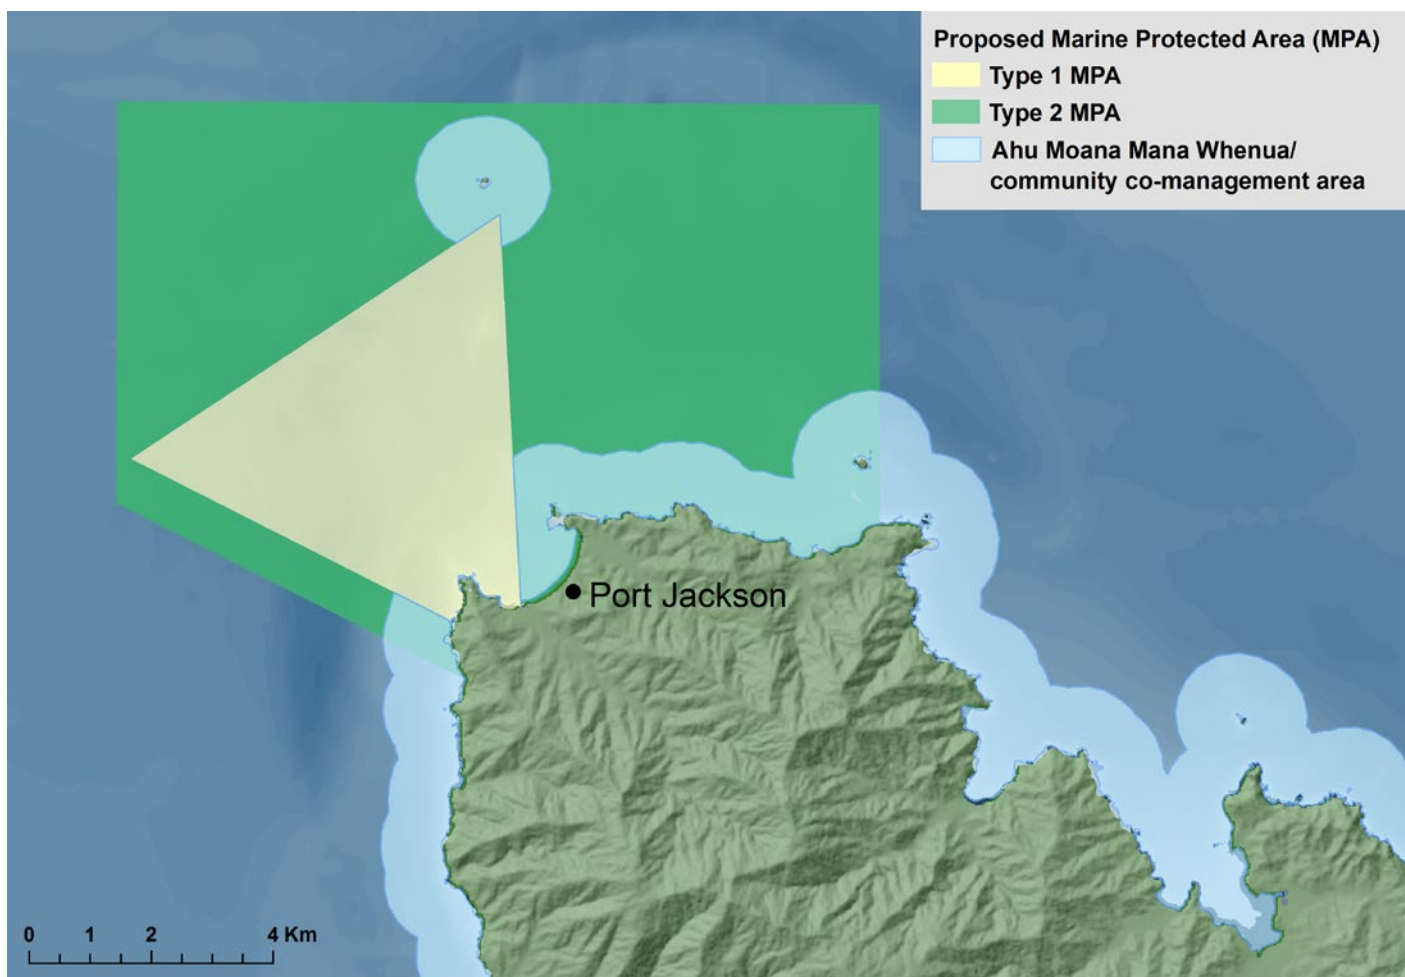 Proposed Marine Protected Area (MPA)
Type 1 MPA
Type 2 MPA
Ahu Moana Mana Whenua/
community co-management area
Port Jackson
0 1 2 4 Km